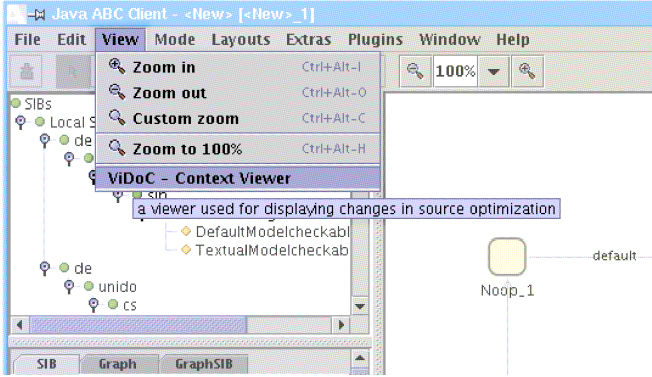 Java ABC Client - <New> [<New>_1]
File Edit View Mode Layouts Extras Plugins Window Help
Zoom in Ctrl+Alt-I
100%
Zoom out Ctrl+Alt-O
SIBs
Custom zoom Ctrl+Alt-C
Local S
de
Zoom to 100% Ctrl+Alt-H
ViDoC - Context Viewer
sib
a viewer used for displaying changes in source optimization
DefaultModelcheckabl
TextualModelcheckab
default
de
unido
Noop_1
cs
SIB Graph GraphSIB